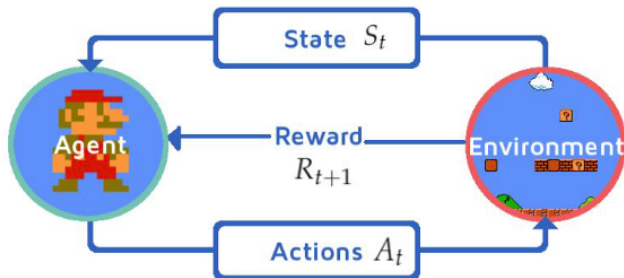 State S_t
Agent
Reward
R_{t+1}
Environment
?
?
Actions A_t